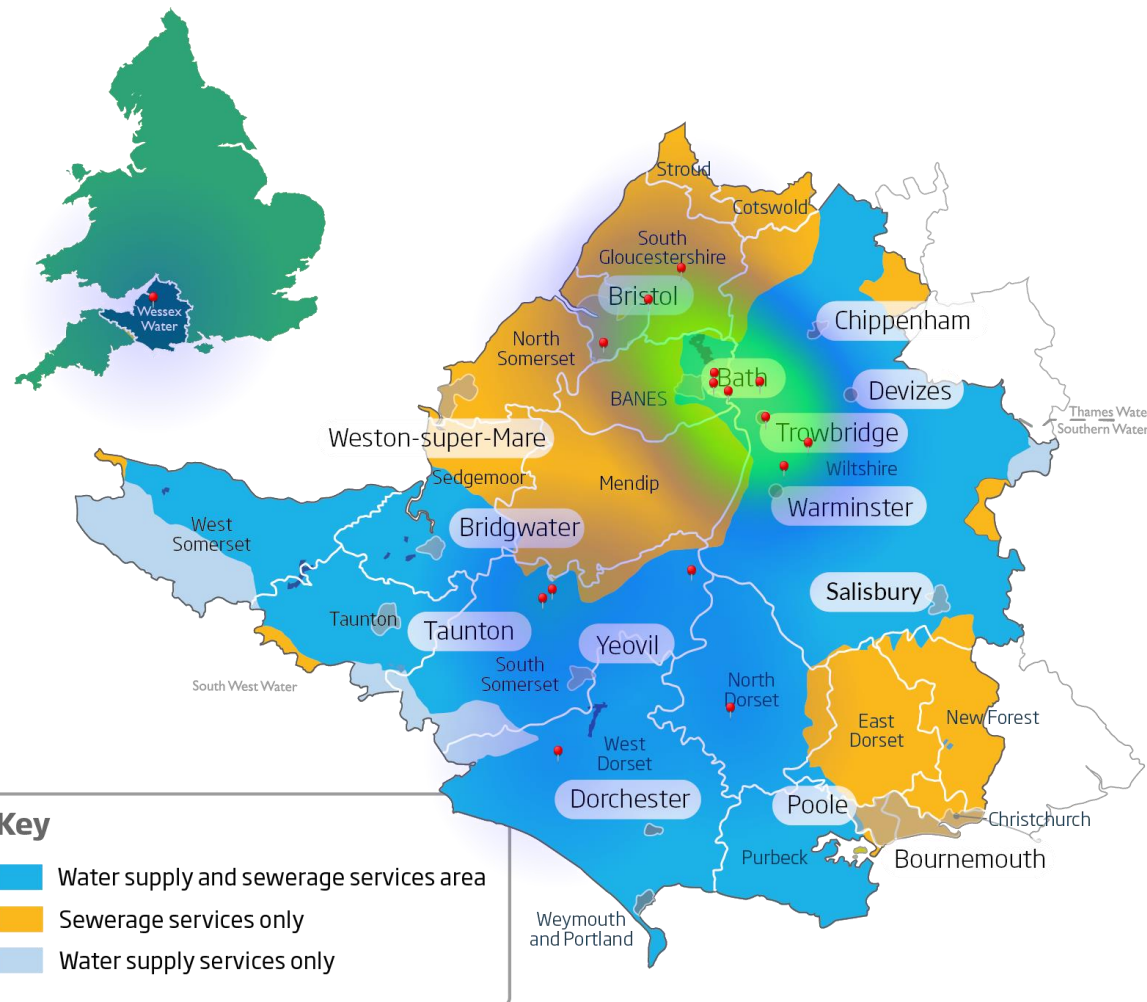 Wessex
Water
Stroud
Cotswold
South
Gloucestershire
Bristol
Chippenham
North
Somerset
Bath
BANES
Devizes
Thames Wate
Southern Water
Weston-super-Mare
Trowbridge
Sedgemoor
Mendip
Wiltshire
Warminster
West
Somerset
Bridgwater
Salisbury
Taunton
Taunton
Yeovil
South
Somerset
South West Water
North
Dorset
East
Dorset
New Forest
West
Dorset
Dorchester
Poole
Christchurch
Purbeck
Bournemouth
Weymouth
and Portland
Key
Water supply and sewerage services area
Sewerage services only
Water supply services only